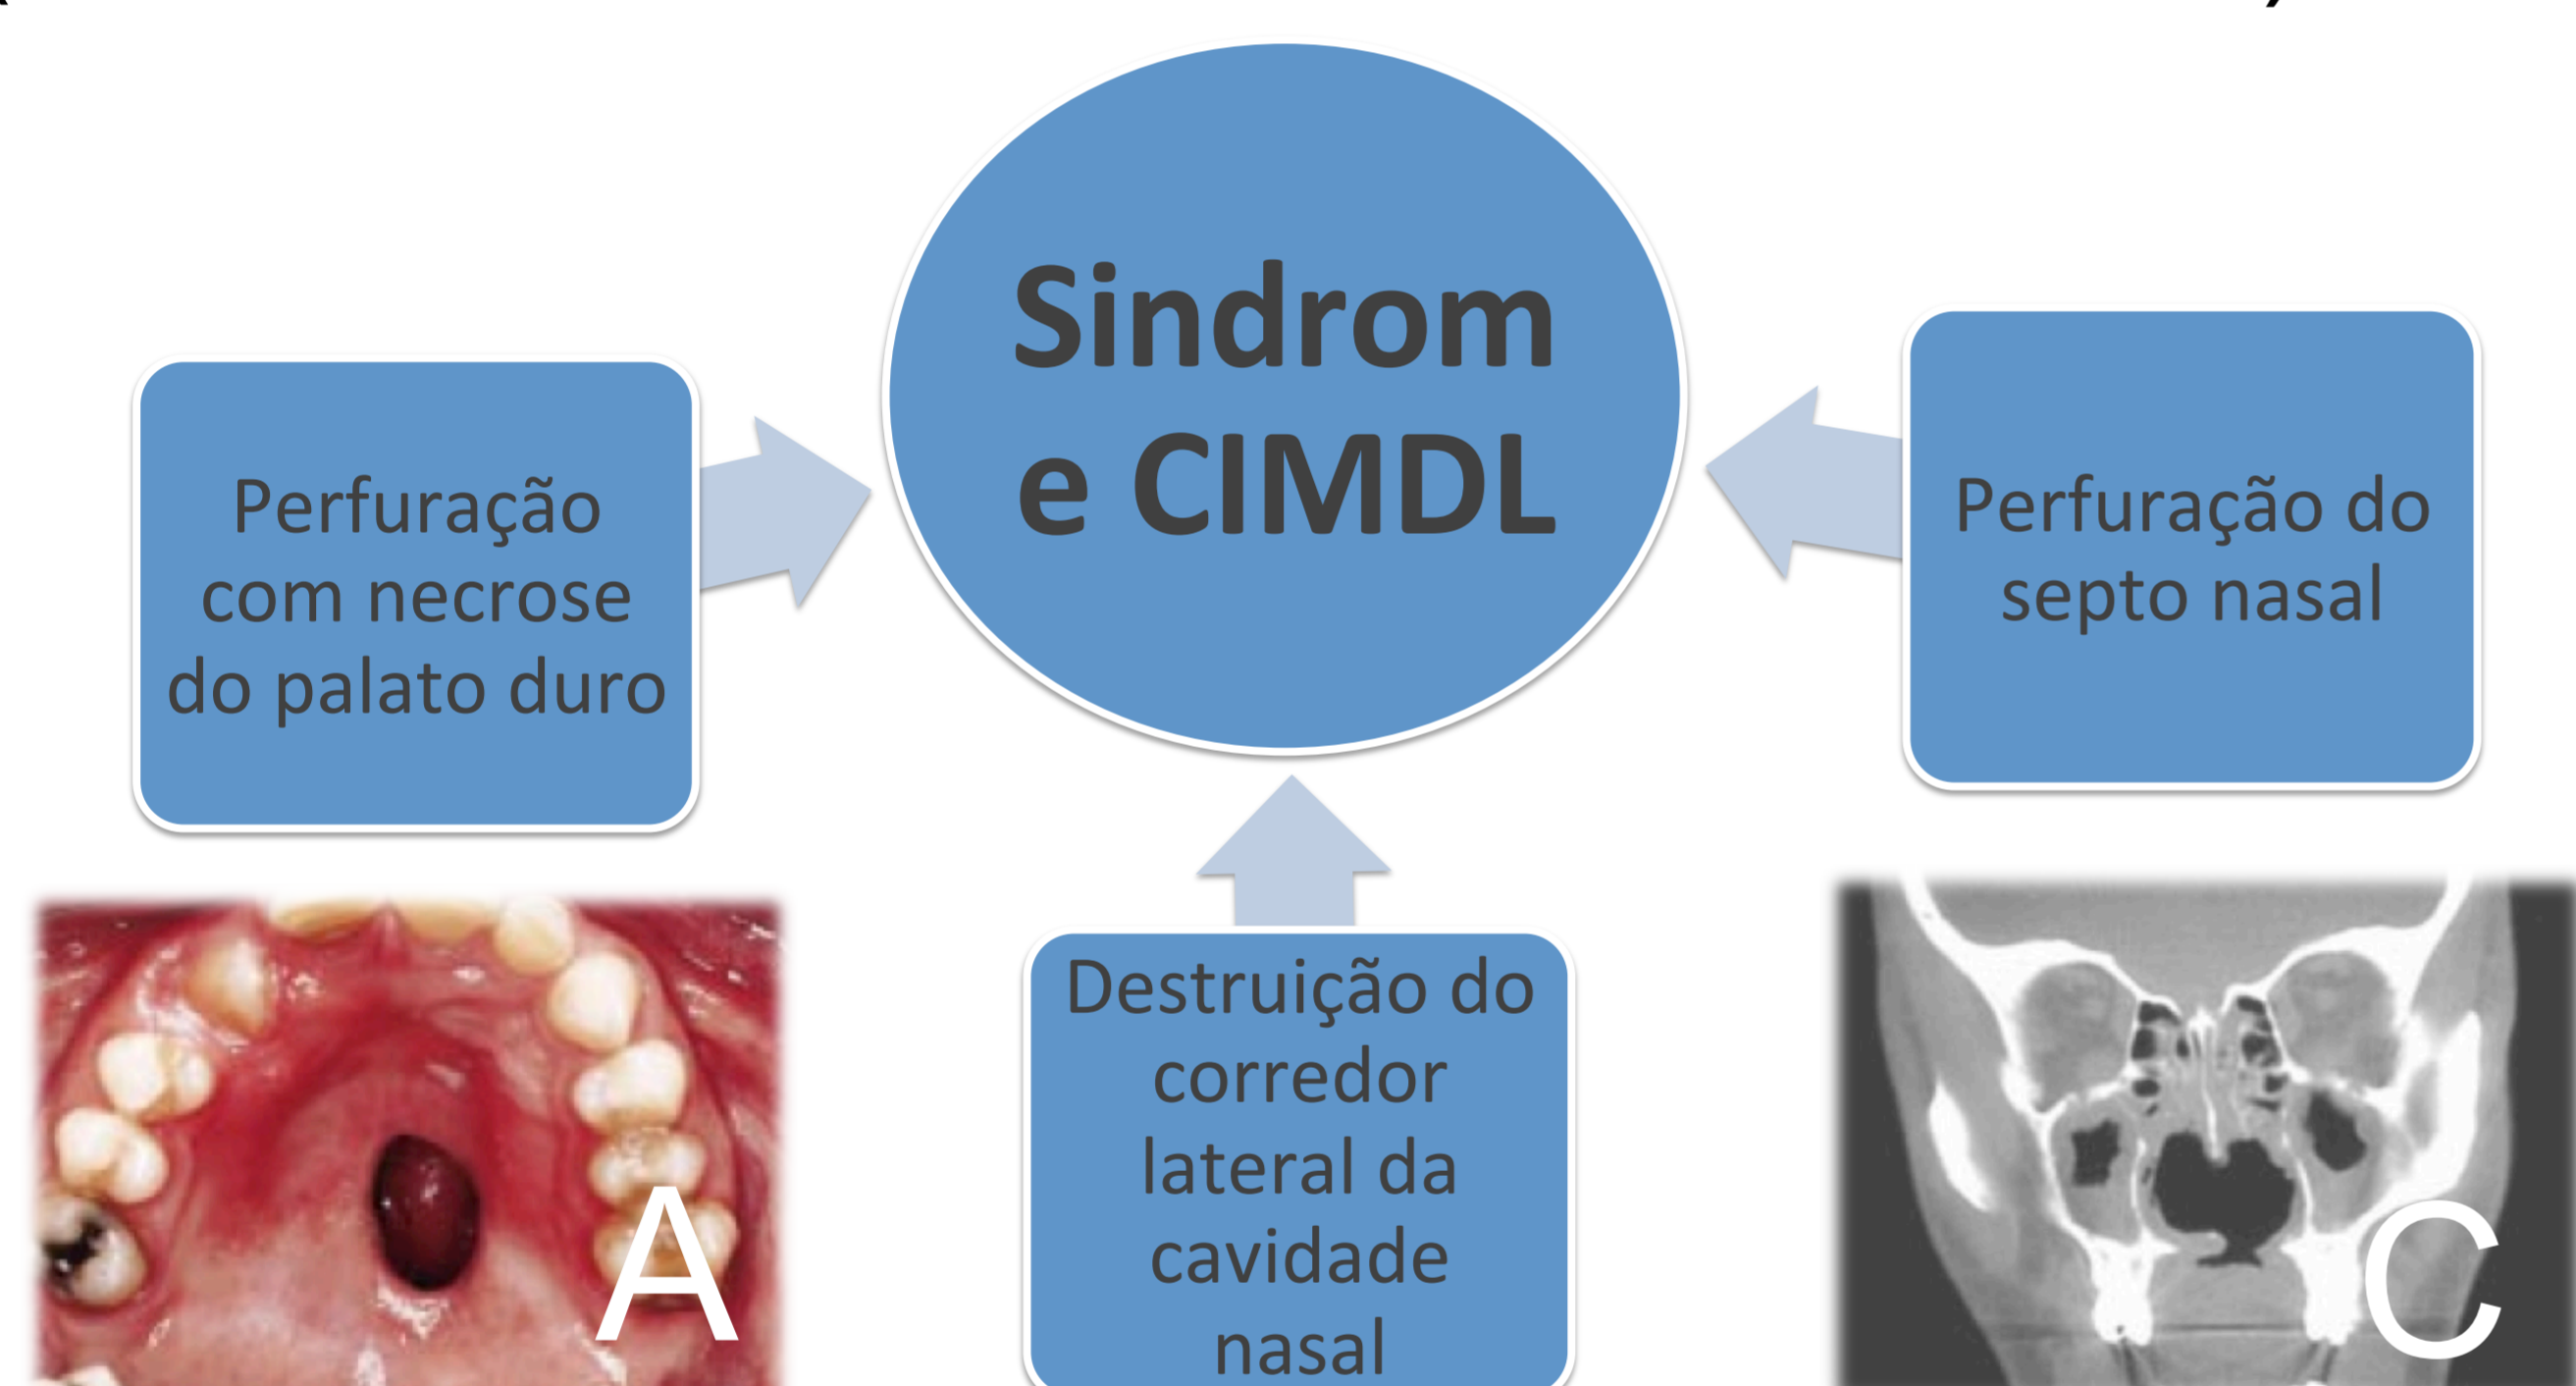 Sindrom
e CIMDL
Perfuração
com necrose
do palato duro
Perfuração do
septo nasal
Destruição do
corredor
lateral da
cavidade
nasal
A
C